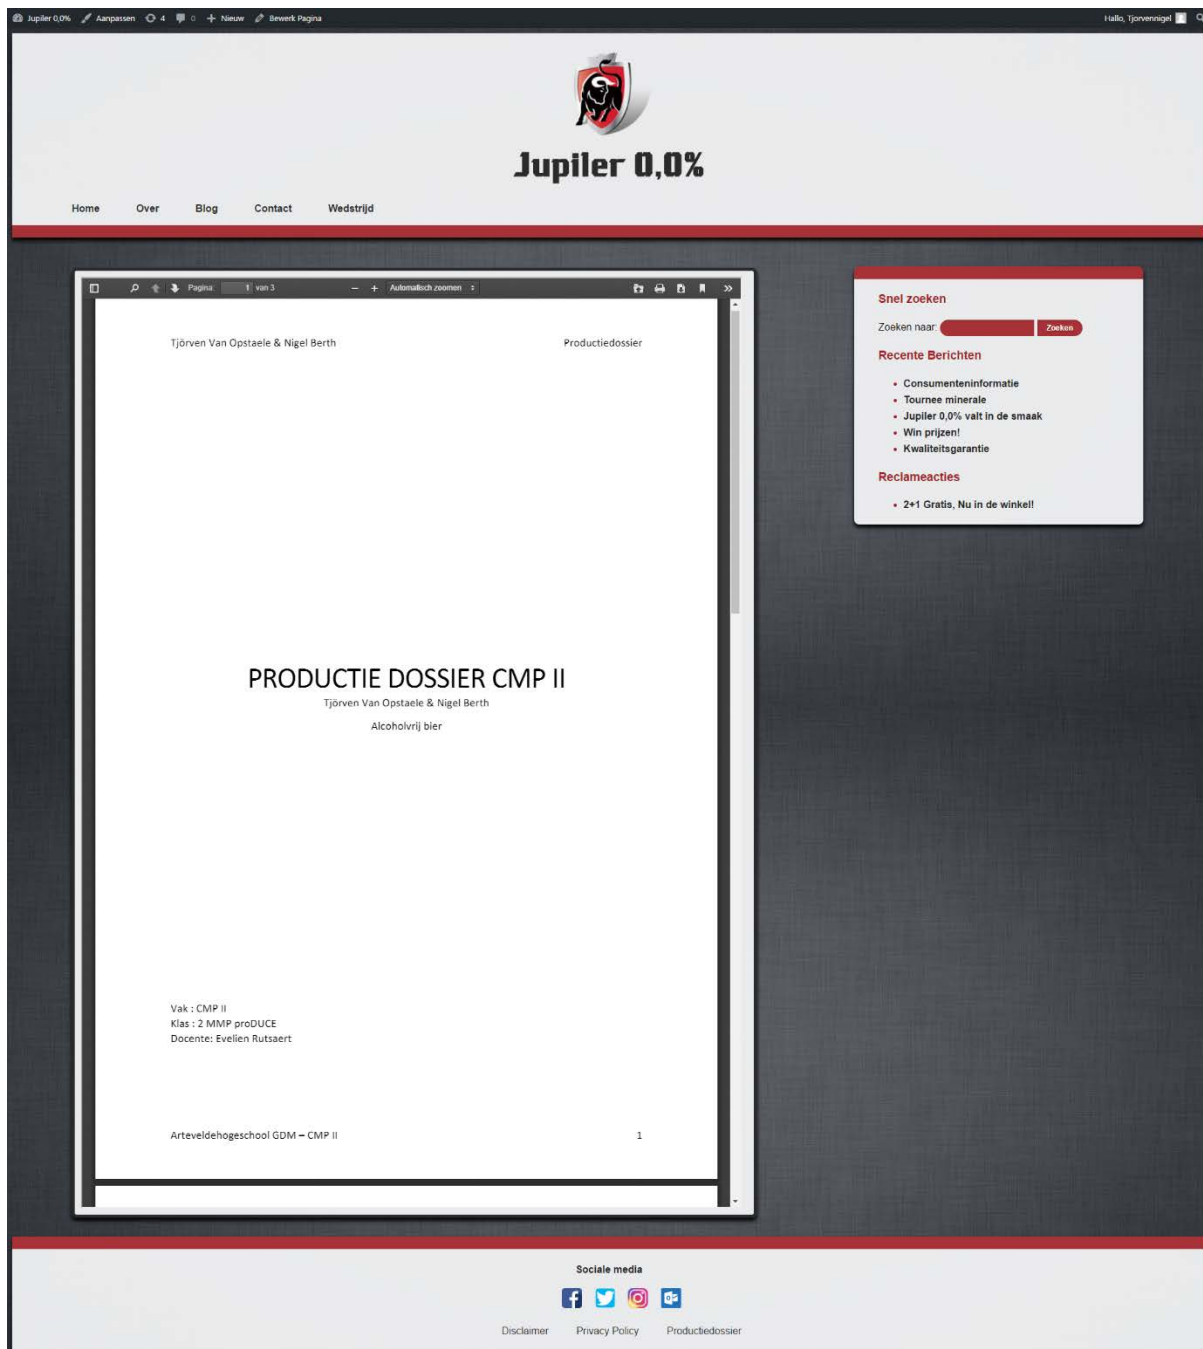 Jupiler 0,0% Aanpassen 4 0 Nieuw Bewerk Pagina Hallo, Tjorvennigel
Jupiler 0,0%
Home Over Blog Contact Wedstrijd
Pagina: 1 van 3 Automatisch zoomen
Tjörven Van Opstaele & Nigel Berth Productiedossier
PRODUCTIE DOSSIER CMP II
Tjörven Van Opstaele & Nigel Berth
Alcoholvrij bier
Vak : CMP II
Klas : 2 MMP proDUCE
Docente: Evelien Rutsaert
Arteveldehogeschool GDM – CMP II 1
Snel zoeken
Zoeken naar: Zoeken
Recente Berichten
Consumenteninformatie
Tournee minerale
Jupiler 0,0% valt in de smaak
Win prijzen!
Kwaliteitsgarantie
Reclameacties
2+1 Gratis, Nu in de winkel!
Sociale media
Disclaimer Privacy Policy Productiedossier